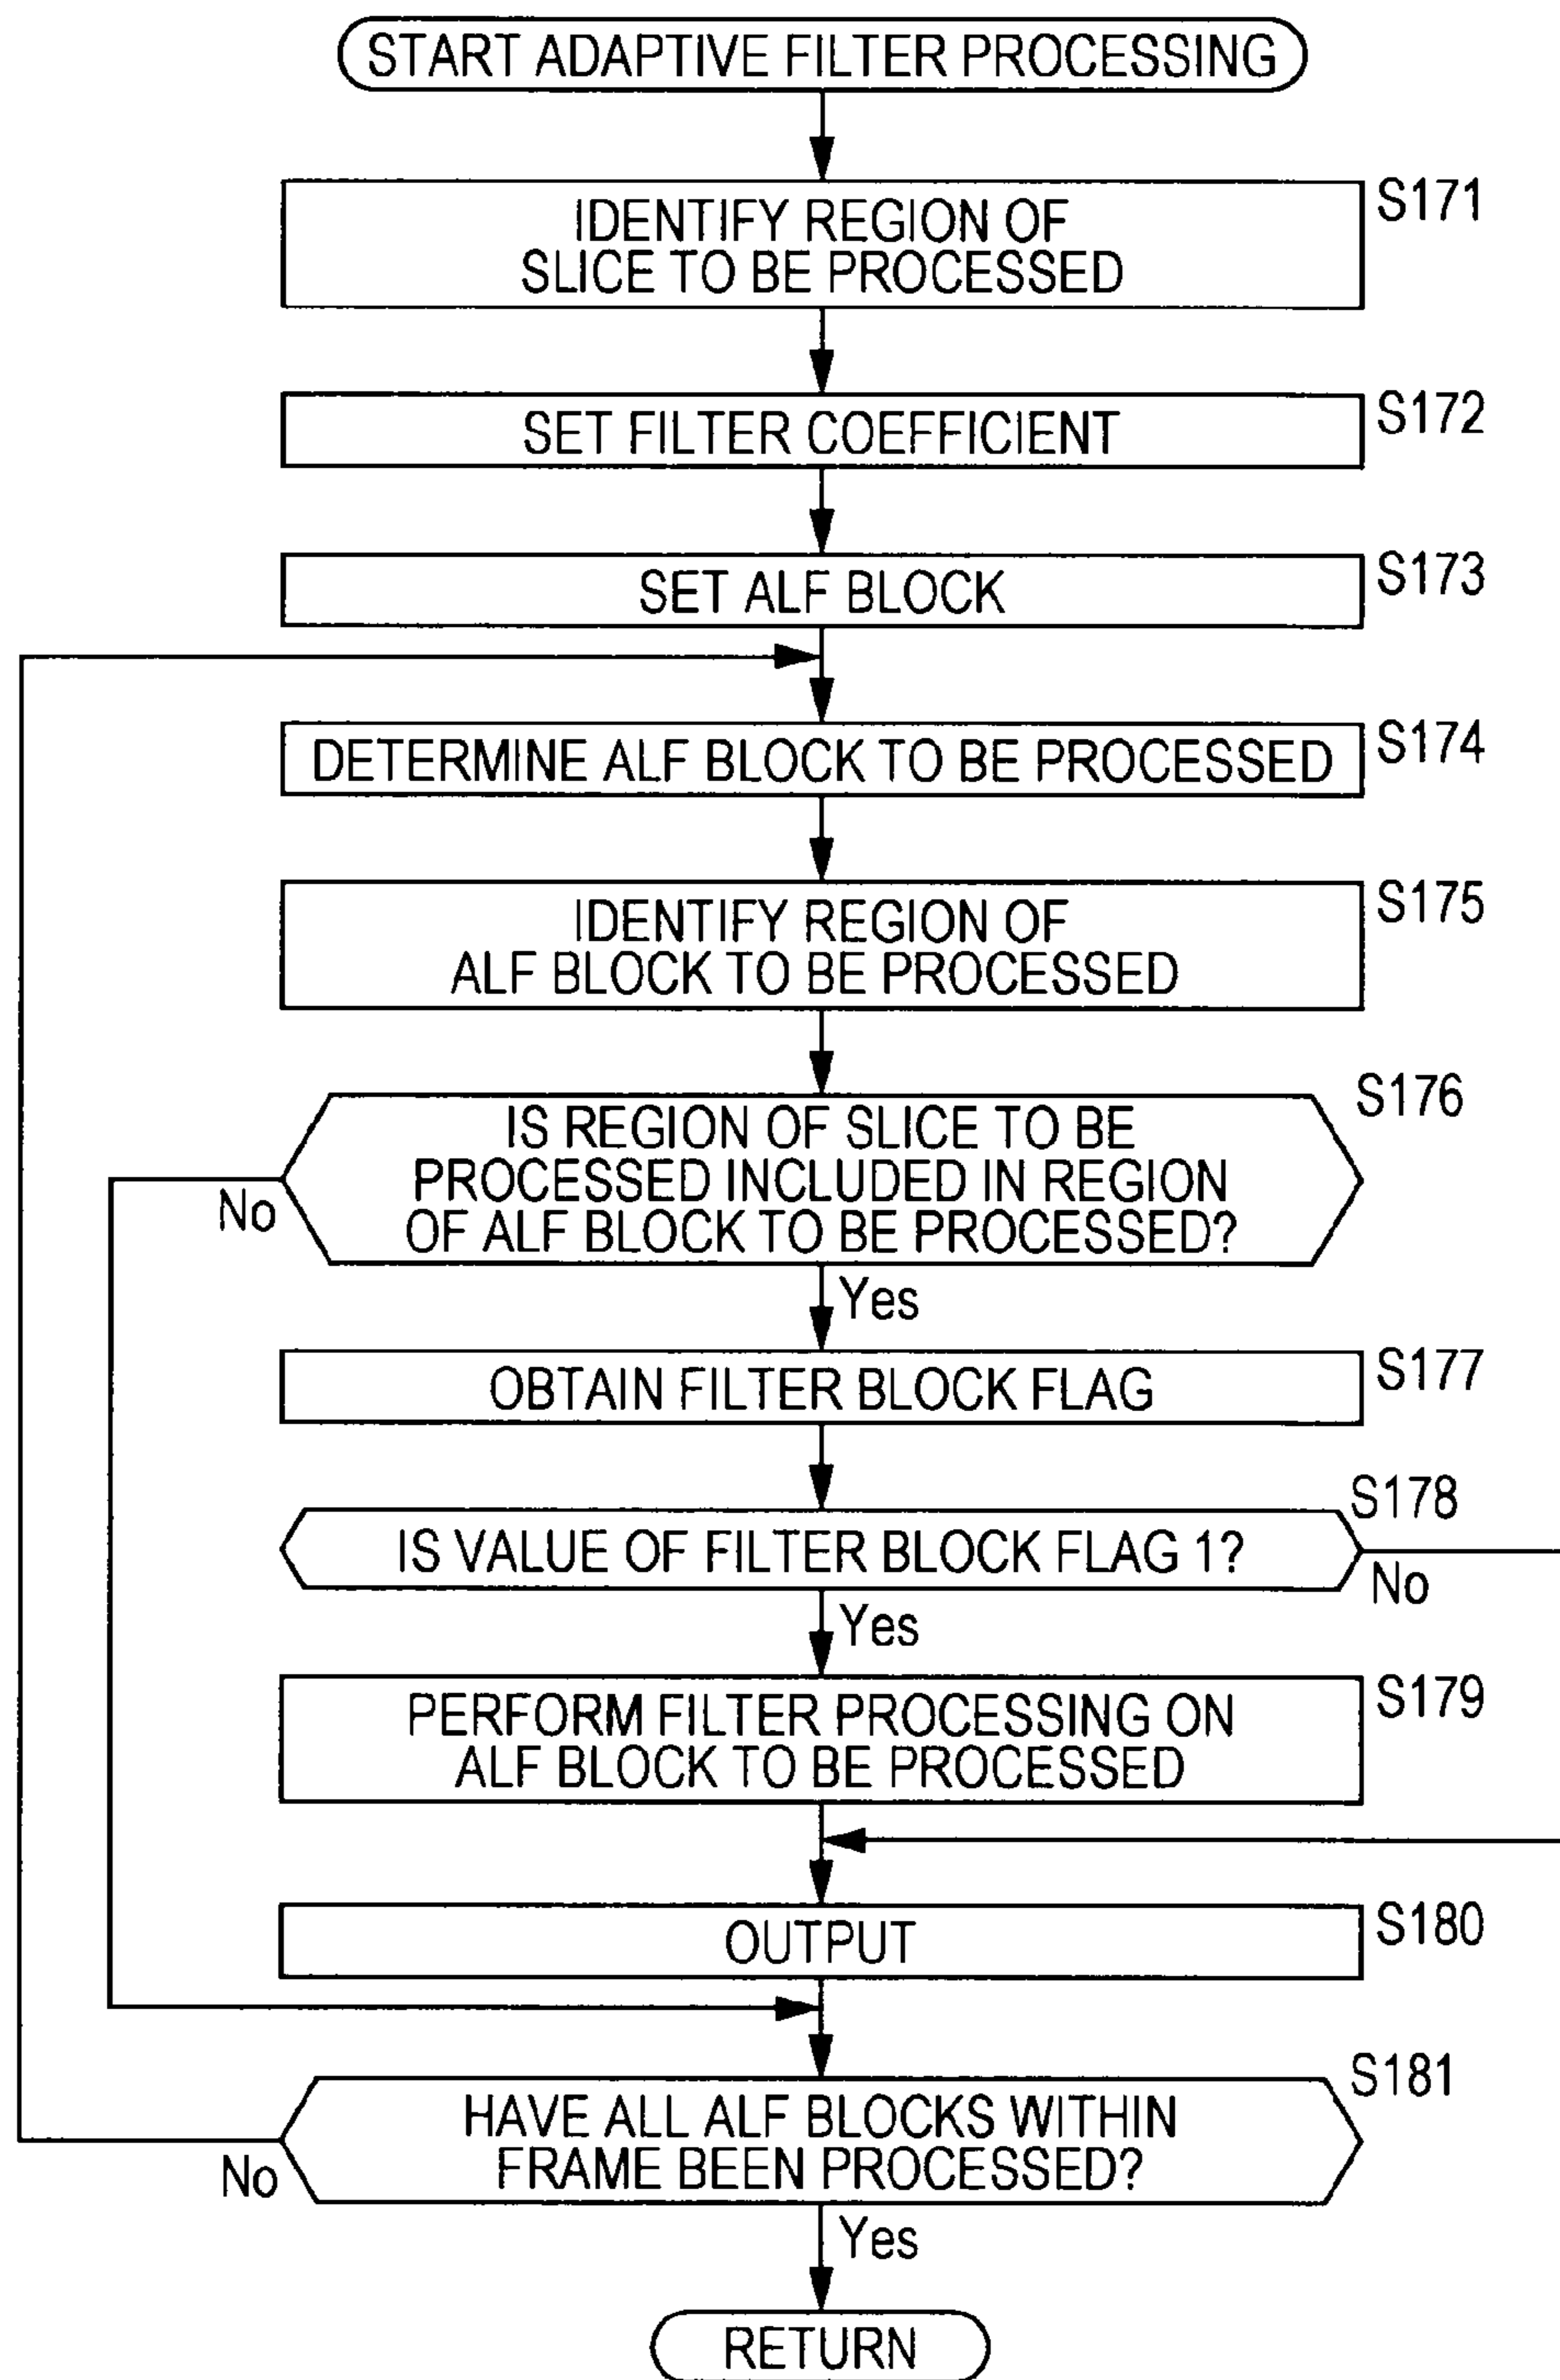 START ADAPTIVE FILTER PROCESSING
S171
IDENTIFY REGION OF
SLICE TO BE PROCESSED
S172
SET FILTER COEFFICIENT
S173
SET ALF BLOCK
S174
DETERMINE ALF BLOCK TO BE PROCESSED
S175
IDENTIFY REGION OF
ALF BLOCK TO BE PROCESSED
S176
IS REGION OF SLICE TO BE
PROCESSED INCLUDED IN REGION
OF ALF BLOCK TO BE PROCESSED?
No
Yes
S177
OBTAIN FILTER BLOCK FLAG
S178
IS VALUE OF FILTER BLOCK FLAG 1?
No
Yes
S179
PERFORM FILTER PROCESSING ON
ALF BLOCK TO BE PROCESSED
S180
OUTPUT
S181
HAVE ALL ALF BLOCKS WITHIN
FRAME BEEN PROCESSED?
No
Yes
RETURN